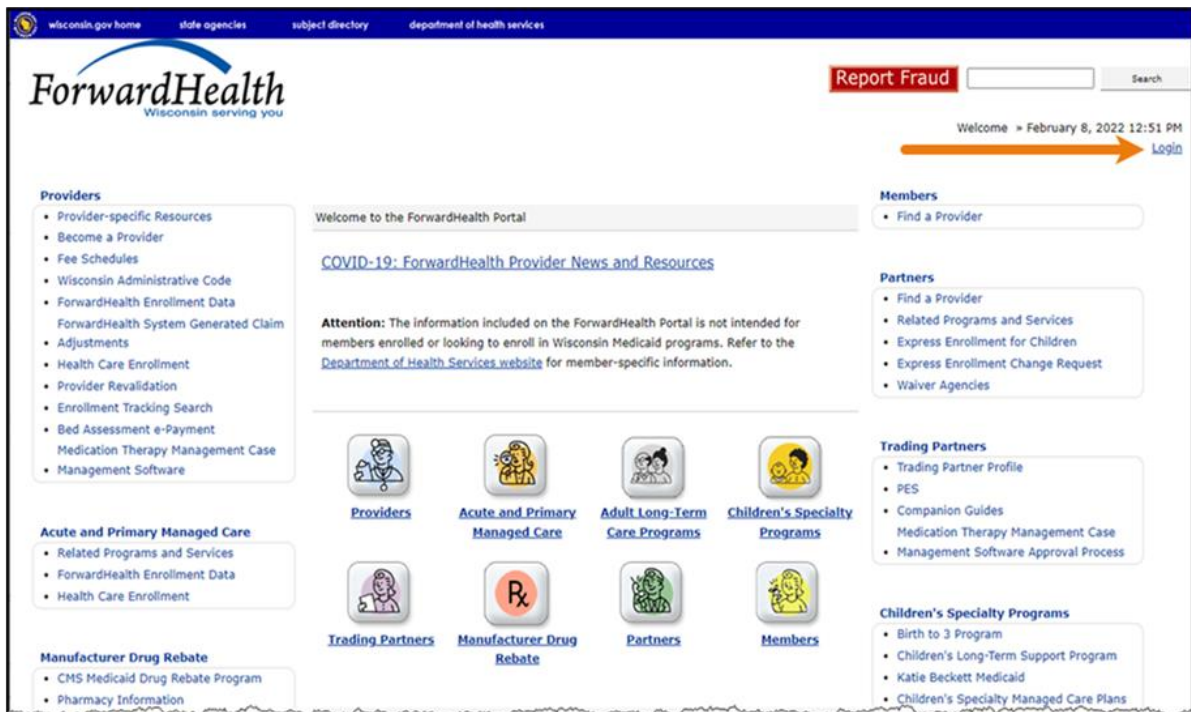 wisconsin.gov home state agencies subject directory department of health services
ForwardHealth
Wisconsin serving you
Report Fraud
Search
Welcome » February 8, 2022 12:51 PM
Login
Providers
• Provider-specific Resources
• Become a Provider
• Fee Schedules
• Wisconsin Administrative Code
• ForwardHealth Enrollment Data
ForwardHealth System Generated Claim
• Adjustments
• Health Care Enrollment
• Provider Revalidation
• Enrollment Tracking Search
• Bed Assessment e-Payment
Medication Therapy Management Case
• Management Software
Acute and Primary Managed Care
• Related Programs and Services
• ForwardHealth Enrollment Data
• Health Care Enrollment
Manufacturer Drug Rebate
• CMS Medicaid Drug Rebate Program
• Pharmacy Information
Welcome to the ForwardHealth Portal
COVID-19: ForwardHealth Provider News and Resources
Attention: The information included on the ForwardHealth Portal is not intended for
members enrolled or looking to enroll in Wisconsin Medicaid programs. Refer to the
Department of Health Services website for member-specific information.
Providers
Acute and Primary
Managed Care
Adult Long-Term
Care Programs
Children's Specialty
Programs
Rx
Trading Partners
Manufacturer Drug
Rebate
Partners
Members
Members
• Find a Provider
Partners
• Find a Provider
• Related Programs and Services
• Express Enrollment for Children
• Express Enrollment Change Request
• Waiver Agencies
Trading Partners
• Trading Partner Profile
• PES
• Companion Guides
Medication Therapy Management Case
• Management Software Approval Process
Children's Specialty Programs
• Birth to 3 Program
• Children's Long-Term Support Program
• Katie Beckett Medicaid
• Children's Specialty Managed Care Plans